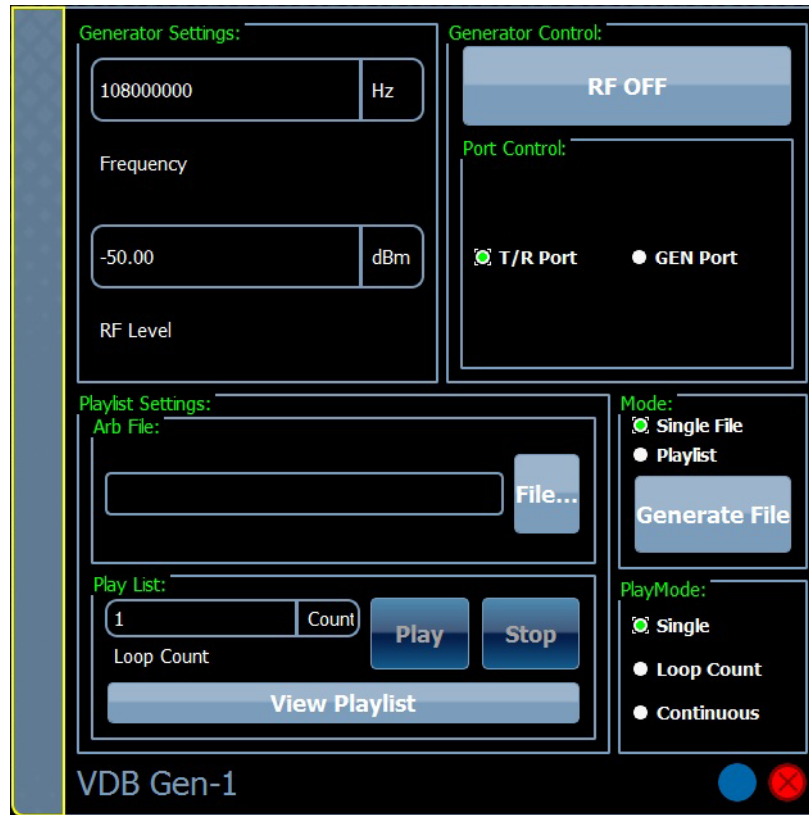 Generator Settings:
108000000 Hz
Frequency
-50.00 dBm
RF Level
Generator Control:
RF OFF
Port Control:
T/R Port GEN Port
Playlist Settings:
Arb File:
File...
Play List:
1 Count
Loop Count
Play Stop
View Playlist
Mode:
Single File
Playlist
Generate File
PlayMode:
Single
Loop Count
Continuous
VDB Gen-1